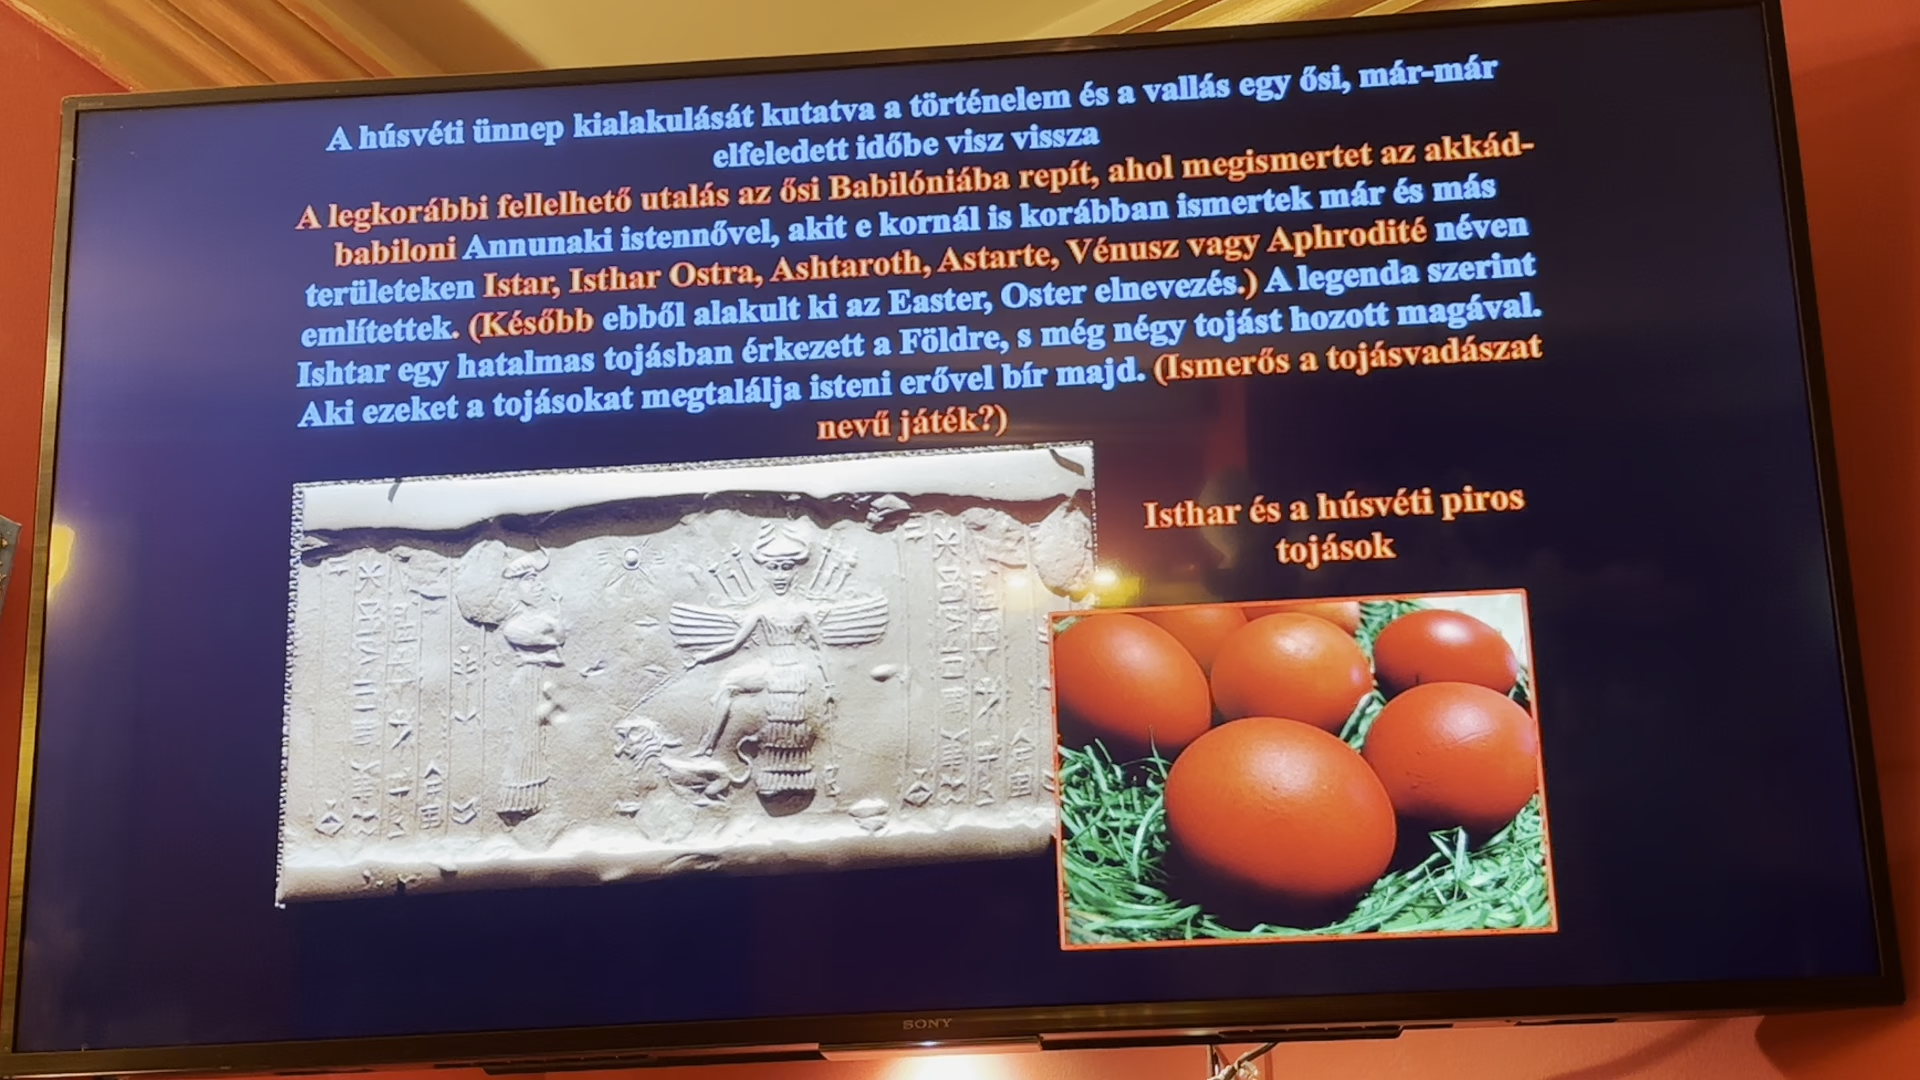 A húsvéti ünnep kialakulását kutatva a történelem és a vallás egy ősi, már-már
elfeledett időbe visz vissza
A legkorábbi fellelhető utalás az ősi Babilóniába repít, ahol megismertet az akkád-
babiloni Annunaki istennővel, akit e kornál is korábban ismertek már és más
területeken Istar, Isthar Ostra, Ashtaroth, Astarte, Vénusz vagy Aphrodité néven
említettek. (Később ebből alakult ki az Easter, Oster elnevezés.) A legenda szerint
Ishtar egy hatalmas tojásban érkezett a Földre, s még négy tojást hozott magával.
Aki ezeket a tojásokat megtalálja isteni erővel bír majd. (Ismerős a tojásvadászat
nevű játék?)
Isthar és a húsvéti piros
tojások
SONY